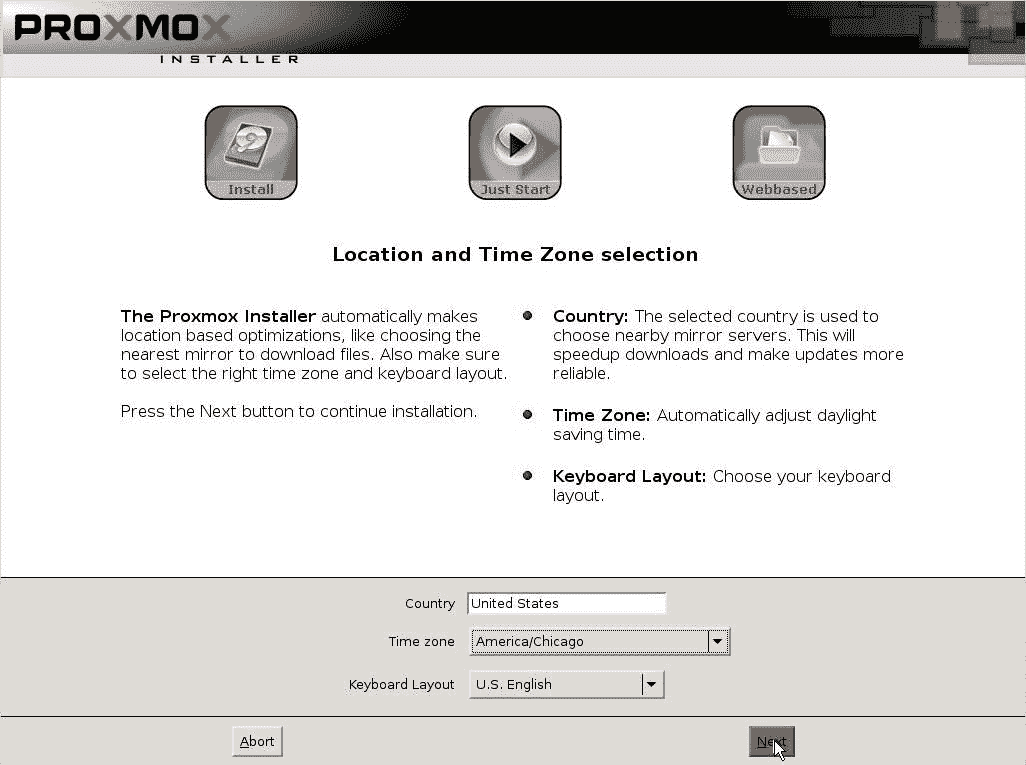 PROXMOX
INSTALLER
Install
Just Start
Webbased
Location and Time Zone selection
The Proxmox Installer automatically makes
location based optimizations, like choosing the
nearest mirror to download files. Also make sure
to select the right time zone and keyboard layout.
Press the Next button to continue installation.
Country: The selected country is used to
choose nearby mirror servers. This will
speedup downloads and make updates more
reliable.
Time Zone: Automatically adjust daylight
saving time.
Keyboard Layout: Choose your keyboard
layout.
Country United States
Time zone America/Chicago
Keyboard Layout U.S. English
Abort Next